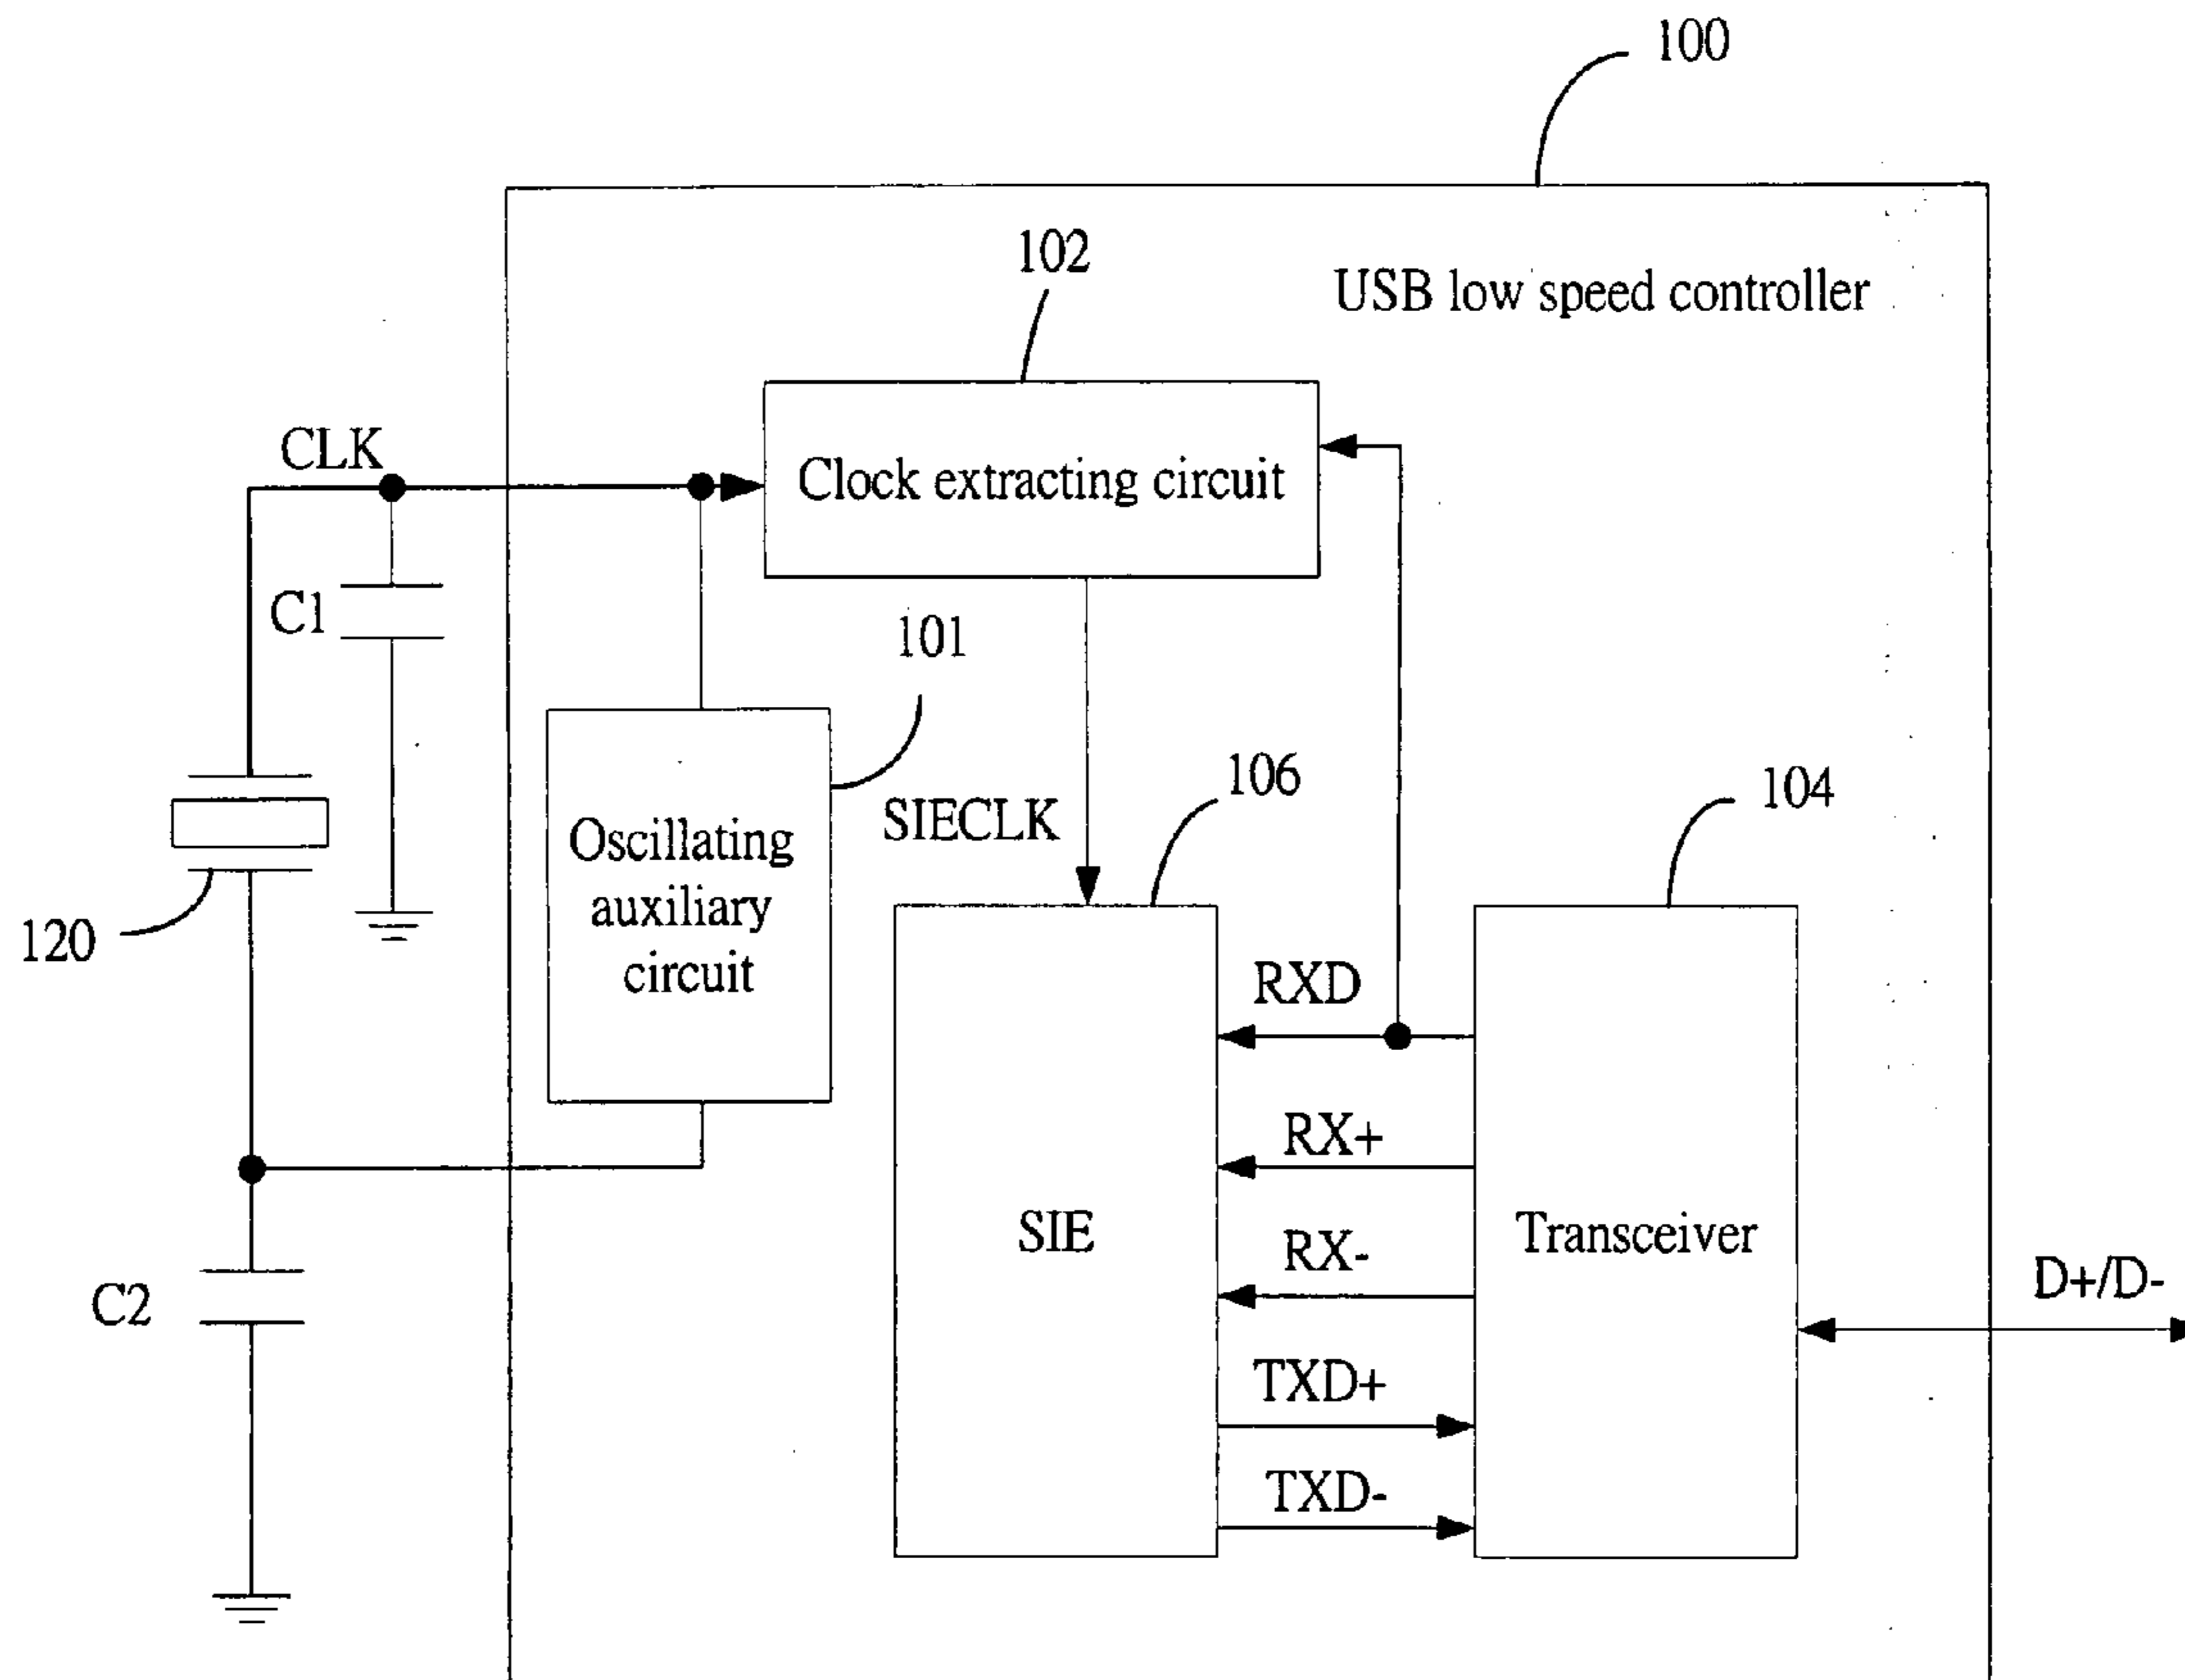 100
102
USB low speed controller
CLK
Clock extracting circuit
C1
101
106
104
SIECLK
Oscillating
auxiliary
circuit
120
RXD
RX+
SIE
RX-
Transceiver
C2
D+/D-
TXD+
TXD-